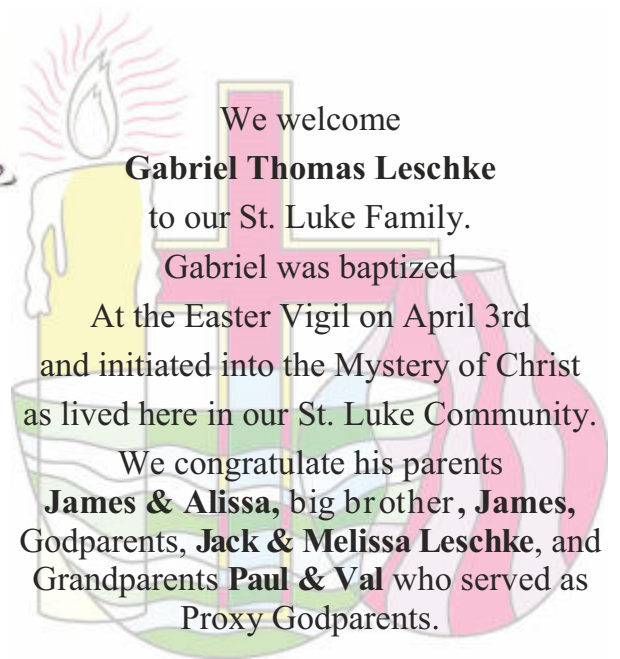 We welcome
Gabriel Thomas Leschke
to our St. Luke Family.
Gabriel was baptized
At the Easter Vigil on April 3rd
and initiated into the Mystery of Christ
as lived here in our St. Luke Community.
We congratulate his parents
James & Alissa, big brother, James,
Godparents, Jack & Melissa Leschke, and
Grandparents Paul & Val who served as
Proxy Godparents.